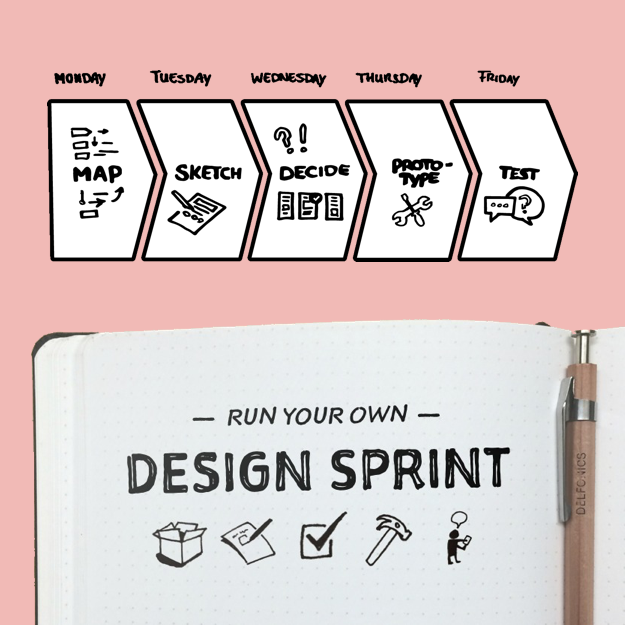 MONDAY TUESDAY WEDNESDAY THURSDAY FRIDAY
MAP
SKETCH
?!
DECIDE
PROTO-
TYPE
TEST
?
— RUN YOUR OWN —
DESIGN SPRINT
DELFONICS